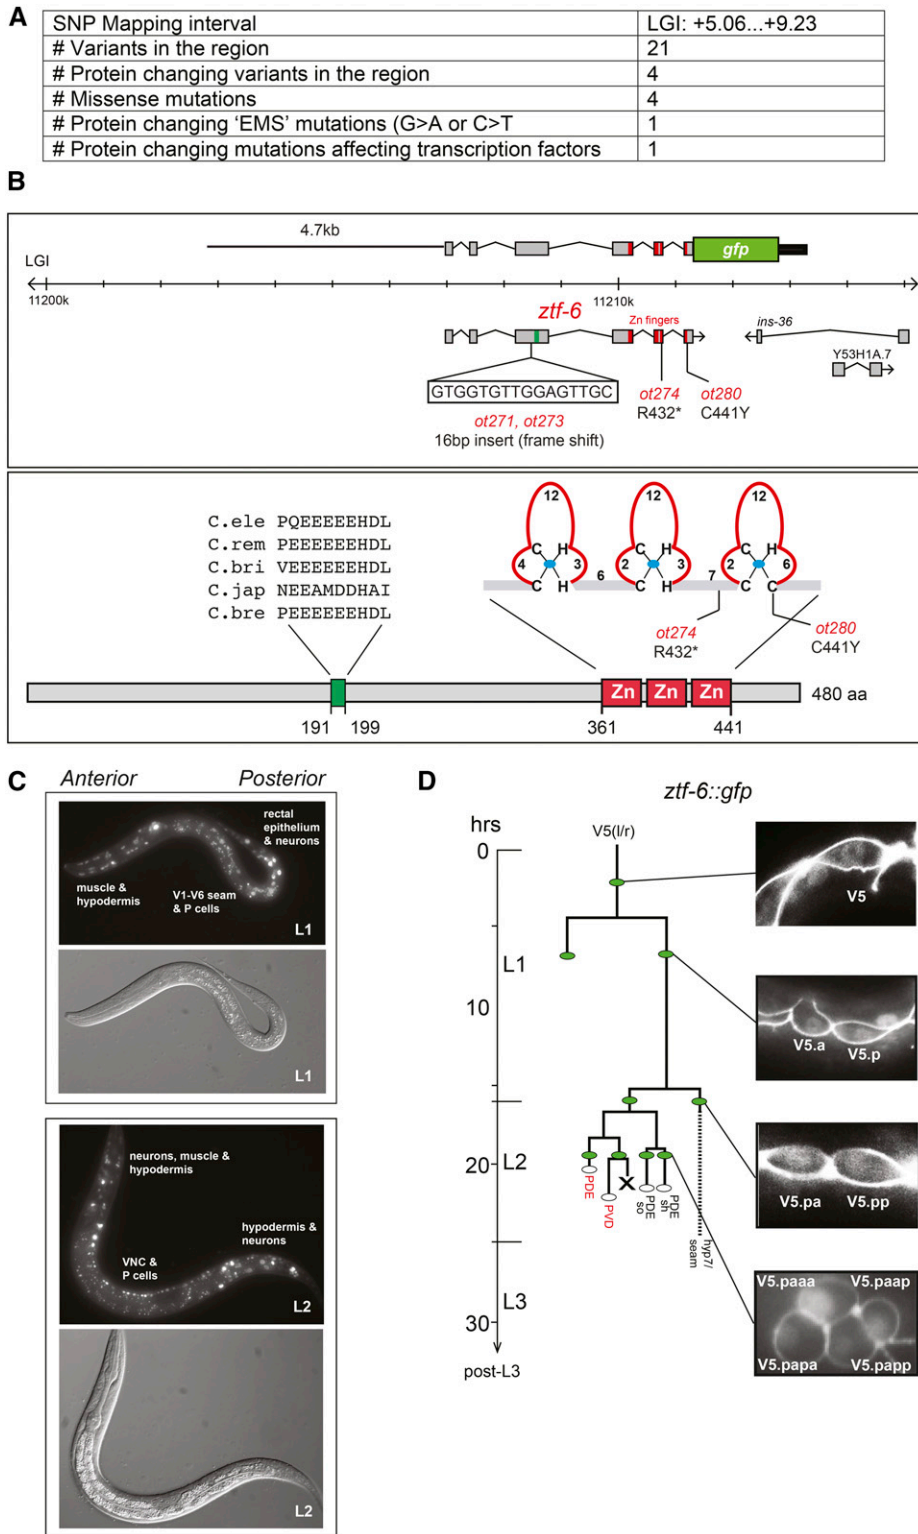 A
SNP Mapping interval LGI: +5.06...+9.23
# Variants in the region 21
# Protein changing variants in the region 4
# Missense mutations 4
# Protein changing 'EMS' mutations (G>A or C>T 1
# Protein changing mutations affecting transcription factors 1
B
4.7kb
gfp
LGI
11200k
11210k
ztf-6
Zn fingers
ins-36
Y53H1A.7
GTGGTGTTGGAGTTGC
ot271, ot273
16bp insert (frame shift)
ot274
R432*
ot280
C441Y
C.ele PQEEEEEEHDL
C.rem PEEEEEEEHDL
C.bri VEEEEEEEHDL
C.jap NEEAMDDHAI
C.bre PEEEEEEEHDL
12 12 12
C H C H C H
4 3 2 3 2 6
C H C H C C
6 7
ot274
R432*
ot280
C441Y
Zn Zn Zn
480 aa
191 199
361 441
C
Anterior Posterior
rectal
epithelium
& neurons
muscle &
hypodermis
V1-V6 seam
& P cells
L1
L1
neurons, muscle &
hypodermis
hypodermis &
neurons
VNC &
P cells
L2
L2
D
ztf-6::gfp
hrs
V5(l/r)
0
L1
10
20
L2
L3
30
post-L3
PDE
PVD
X
PDE
so
PDE
sh
hyp7/
seam
V5
V5.a V5.p
V5.pa V5.pp
V5.paaa V5.paap
V5.papa V5.papp